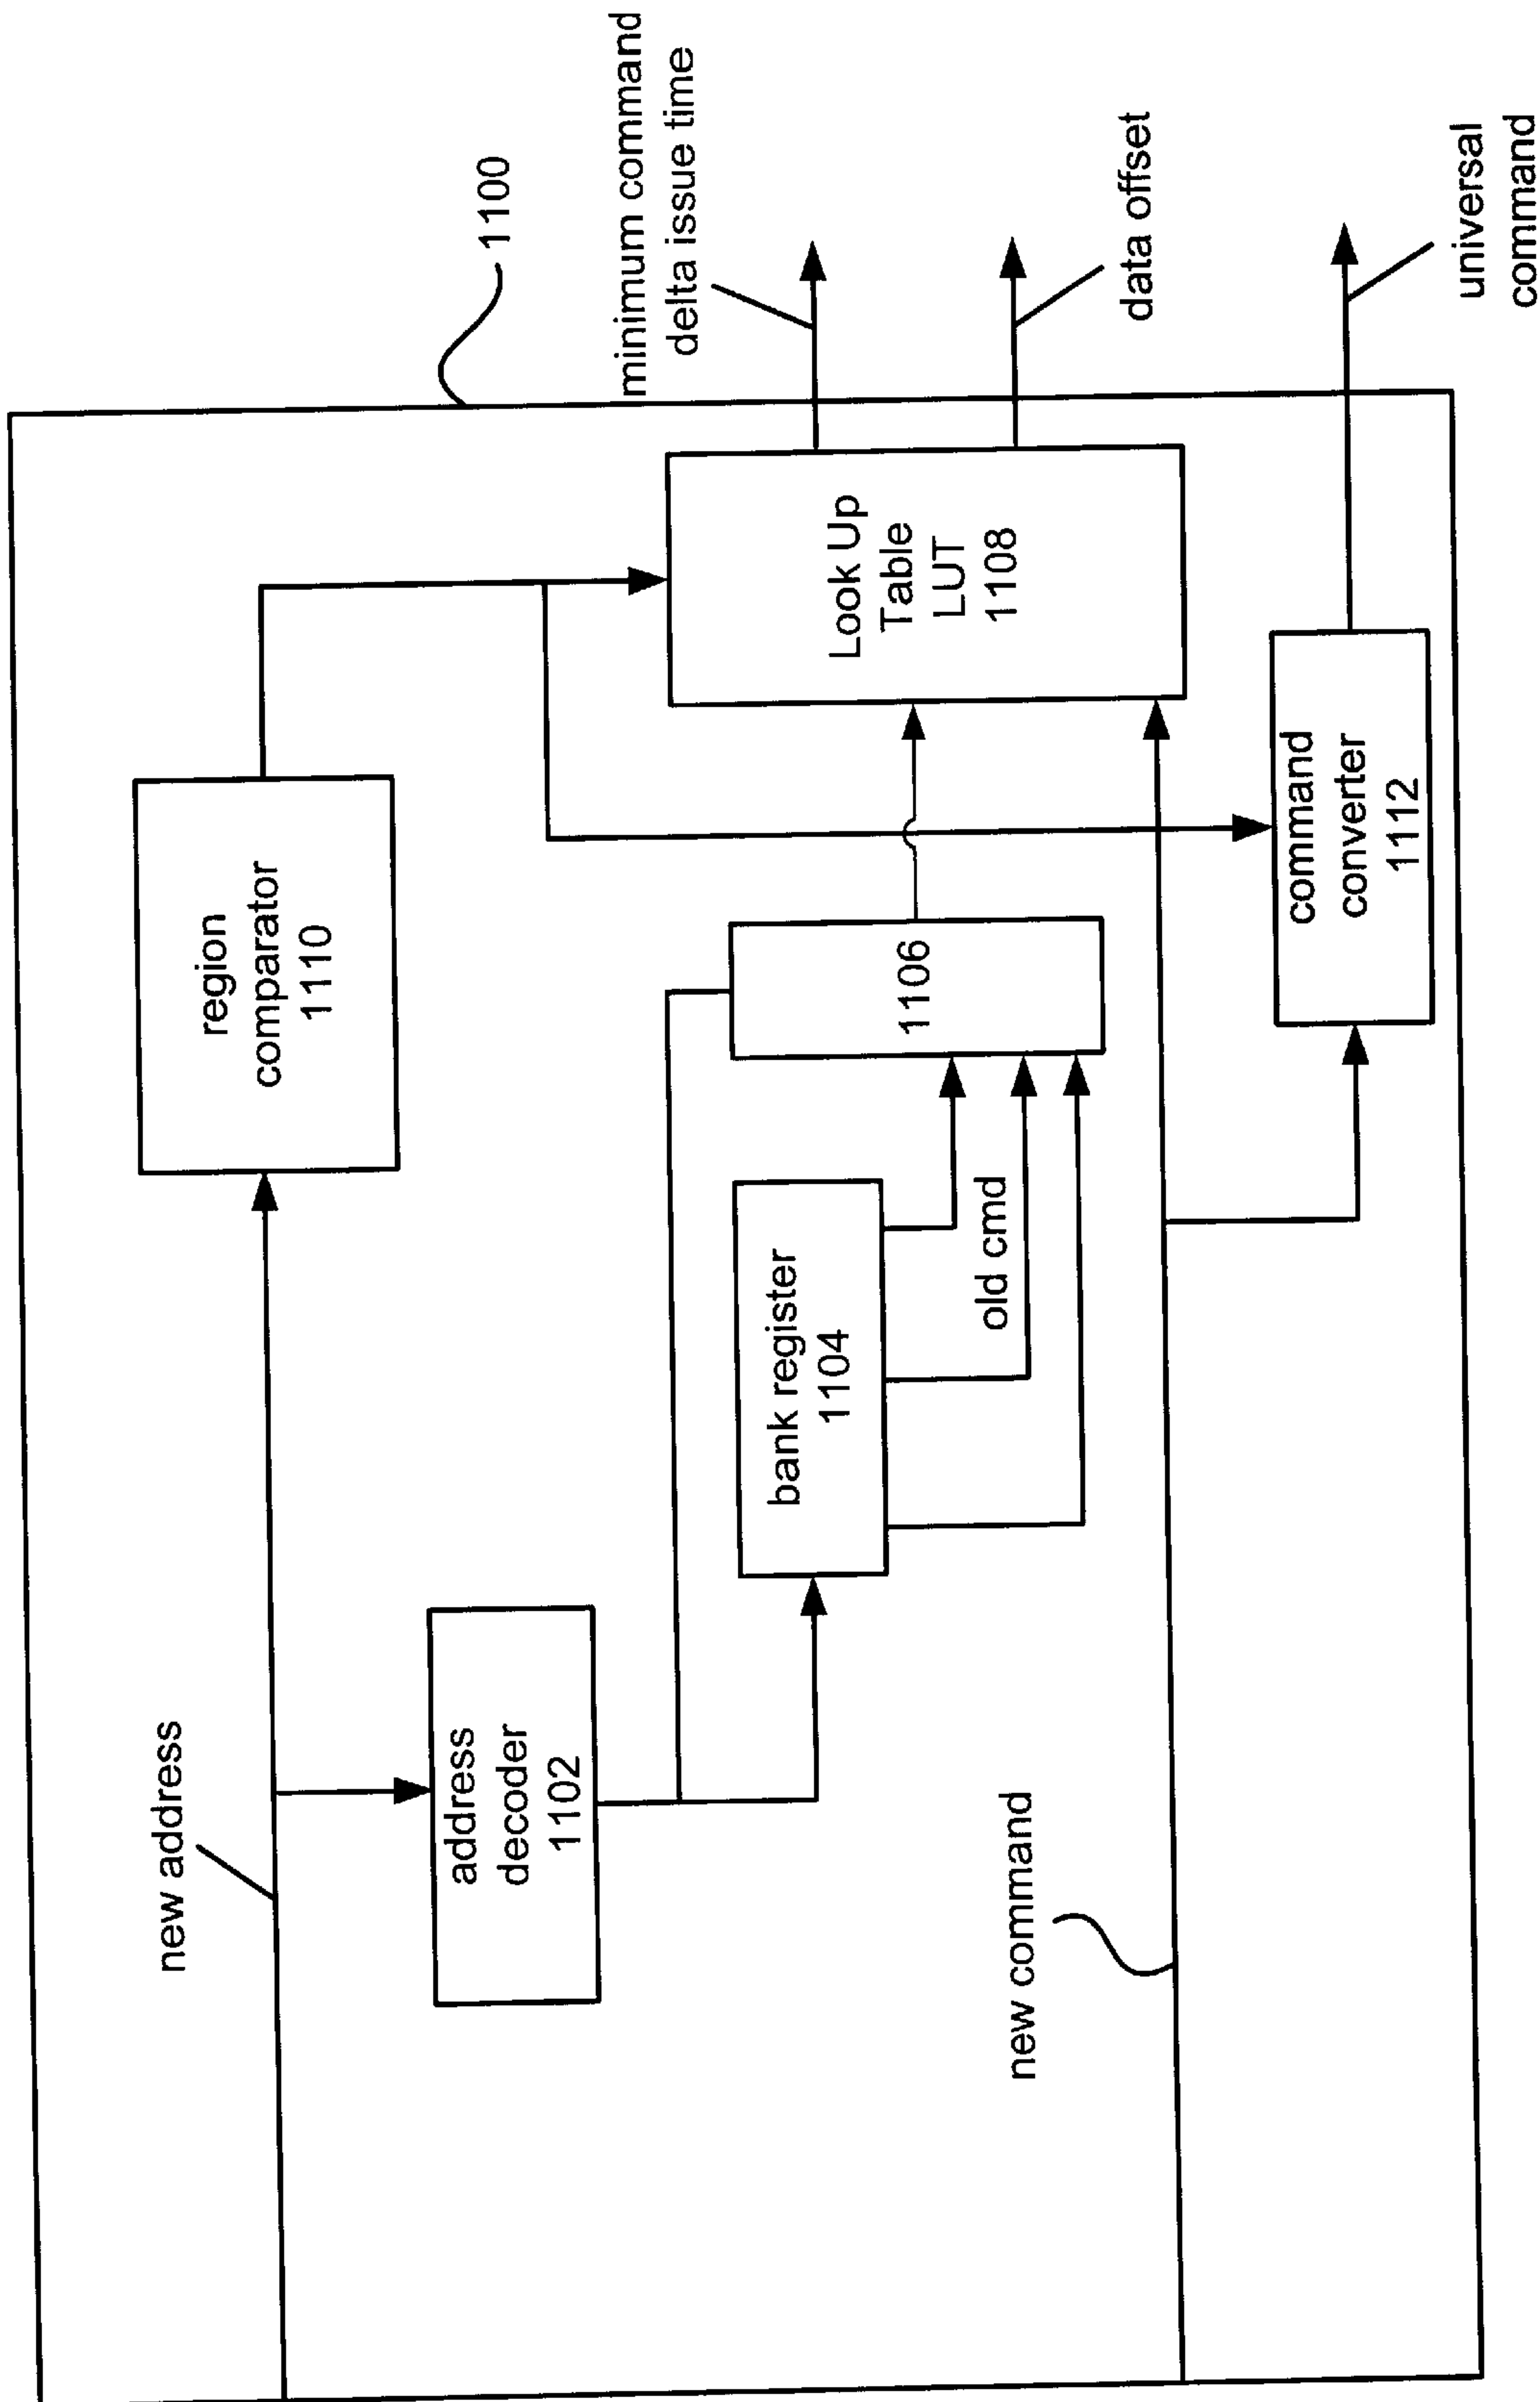 1100
new address
region
comparator
1110
address
decoder
1102
bank register
1104
old cmd
1106
Look Up
Table
LUT
1108
minimum command
delta issue time
data offset
new command
command
converter
1112
universal
command